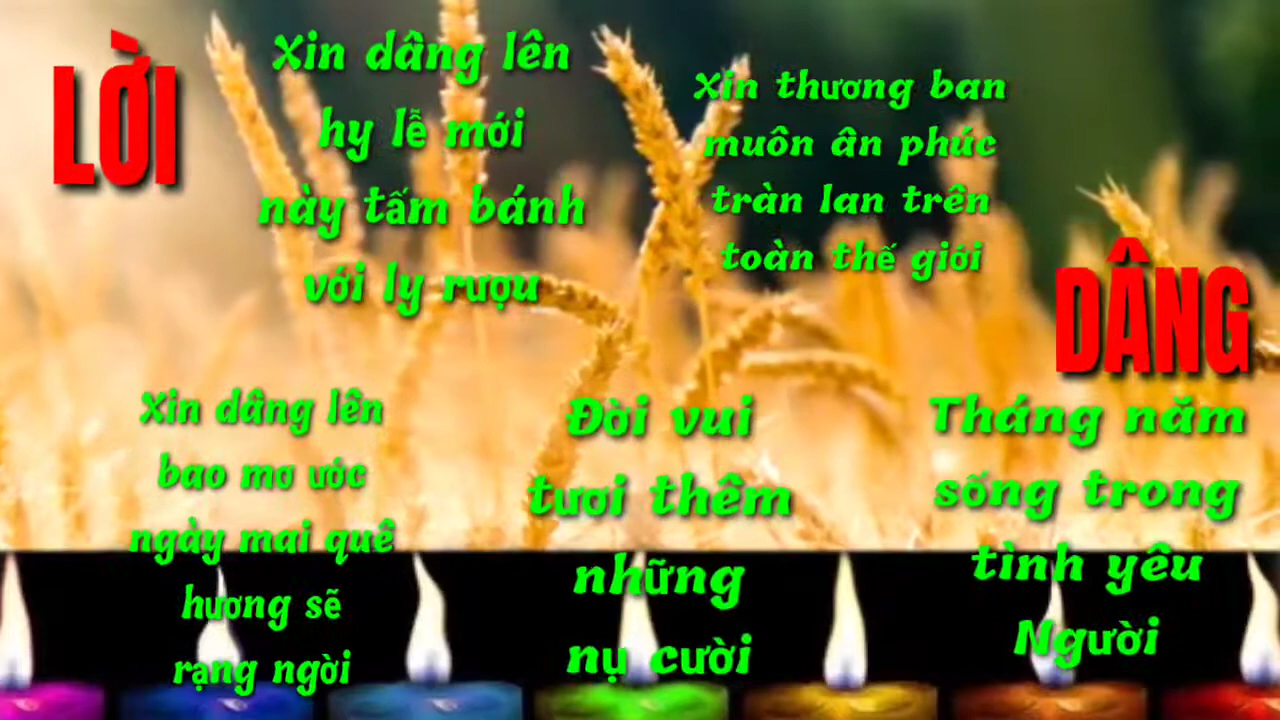 LỜI
Xin dâng lên
hy lễ mới
này tấm bánh
với ly rượu
Xin thương ban
muôn ân phúc
tràn lan trên
toàn thế giới
DÂNG
Xin dâng lên
bao mơ ước
ngày mai quê
hương sẽ
rạng ngời
Đời vui
tươi thêm
những
nụ cười
Tháng năm
sống trong
tình yêu
Người